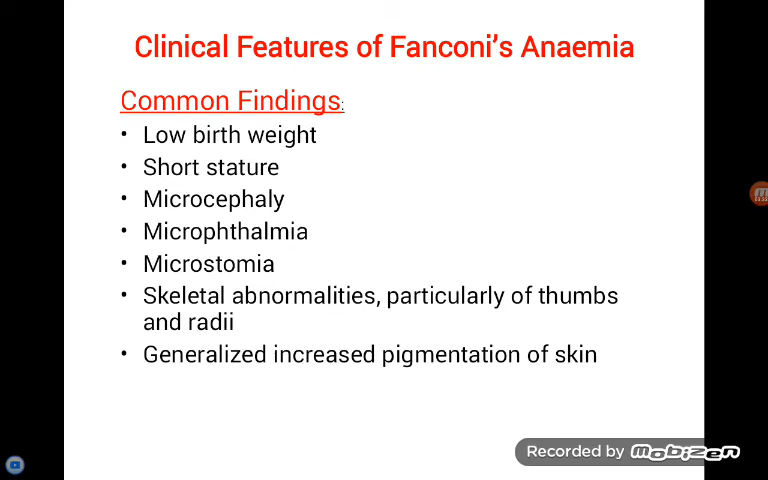 Clinical Features of Fanconi's Anaemia
Common Findings:
• Low birth weight
• Short stature
• Microcephaly
• Microphthalmia
• Microstomia
• Skeletal abnormalities, particularly of thumbs
and radii
• Generalized increased pigmentation of skin
Recorded by Mobizen